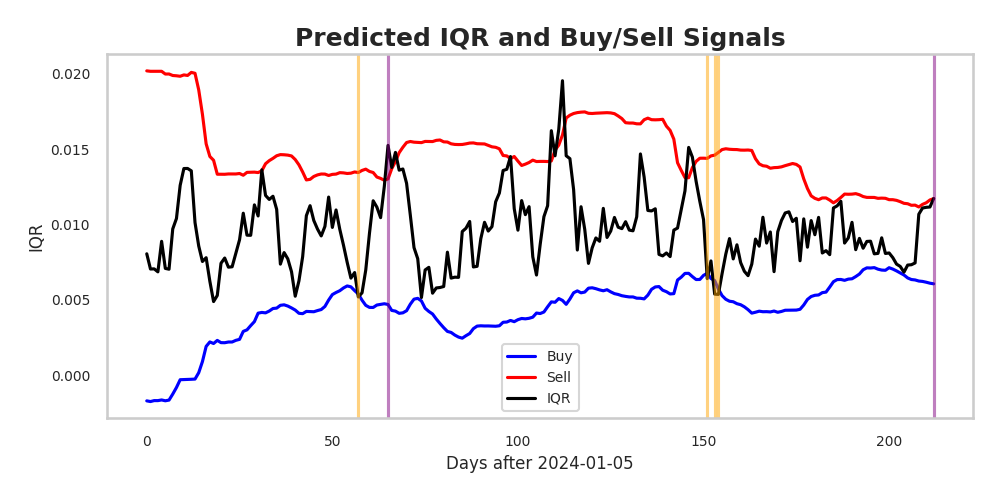 Predicted IQR and Buy/Sell Signals
0.020
0.015
0.010
0.005
0.000
IQR
Buy
Sell
IQR
0
50
100
150
200
Days after 2024-01-05